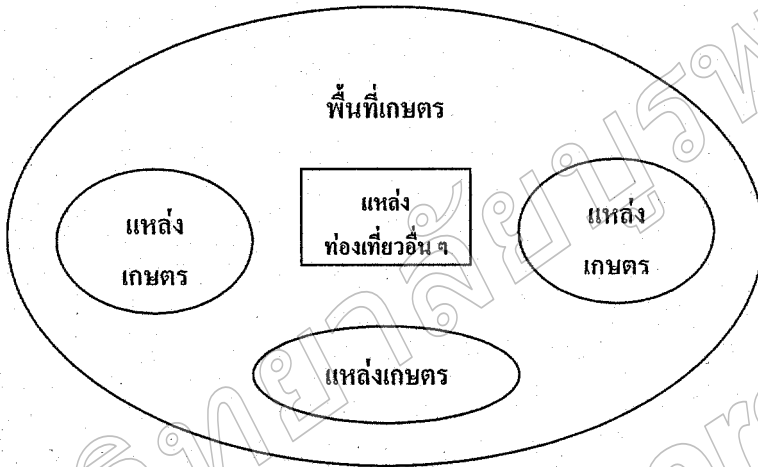 พื้นที่เกษตร
แหล่ง
เกษตร
แหล่ง
ท่องเที่ยวอื่น ๆ
แหล่ง
เกษตร
แหล่งเกษตร